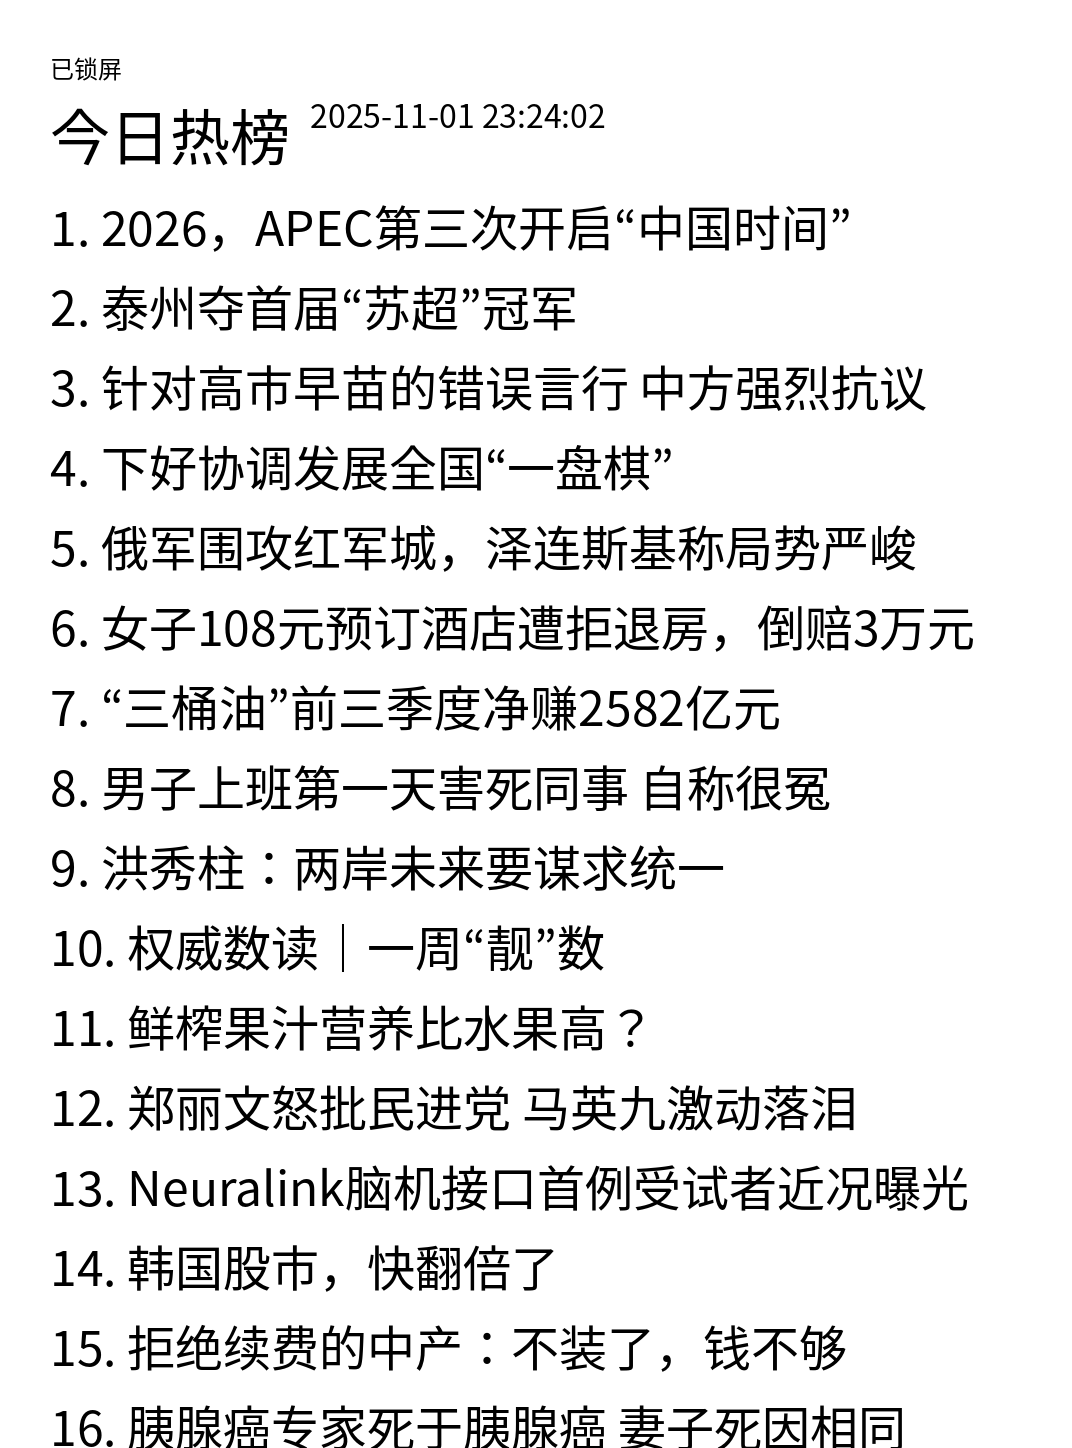 已锁屏
今日热榜 2025-11-01 23:24:02
1. 2026，APEC第三次开启“中国时间”
2. 泰州夺首届“苏超”冠军
3. 针对高市早苗的错误言行 中方强烈抗议
4. 下好协调发展全国“一盘棋”
5. 俄军围攻红军城，泽连斯基称局势严峻
6. 女子108元预订酒店遭拒退房，倒赔3万元
7. “三桶油”前三季度净赚2582亿元
8. 男子上班第一天害死同事 自称很冤
9. 洪秀柱：两岸未来要谋求统一
10. 权威数读｜一周“靓”数
11. 鲜榨果汁营养比水果高？
12. 郑丽文怒批民进党 马英九激动落泪
13. Neuralink脑机接口首例受试者近况曝光
14. 韩国股市，快翻倍了
15. 拒绝续费的中产：不装了，钱不够
16. 胰腺癌专家死于胰腺癌 妻子死因相同